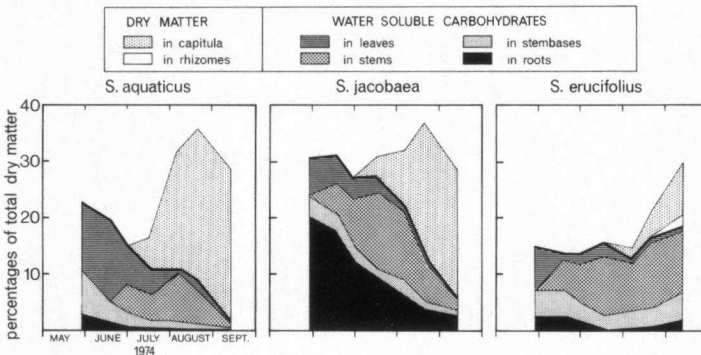 DRY MATTER
in capitula
in rhizomes
WATER SOLUBLE CARBOHYDRATES
in leaves
in stems
in stembases
in roots
S. aquaticus
S. jacobaea
S. erucifolius
percentages of total dry matter
40
30
20
10
MAY JUNE JULY AUGUST SEPT.
1974